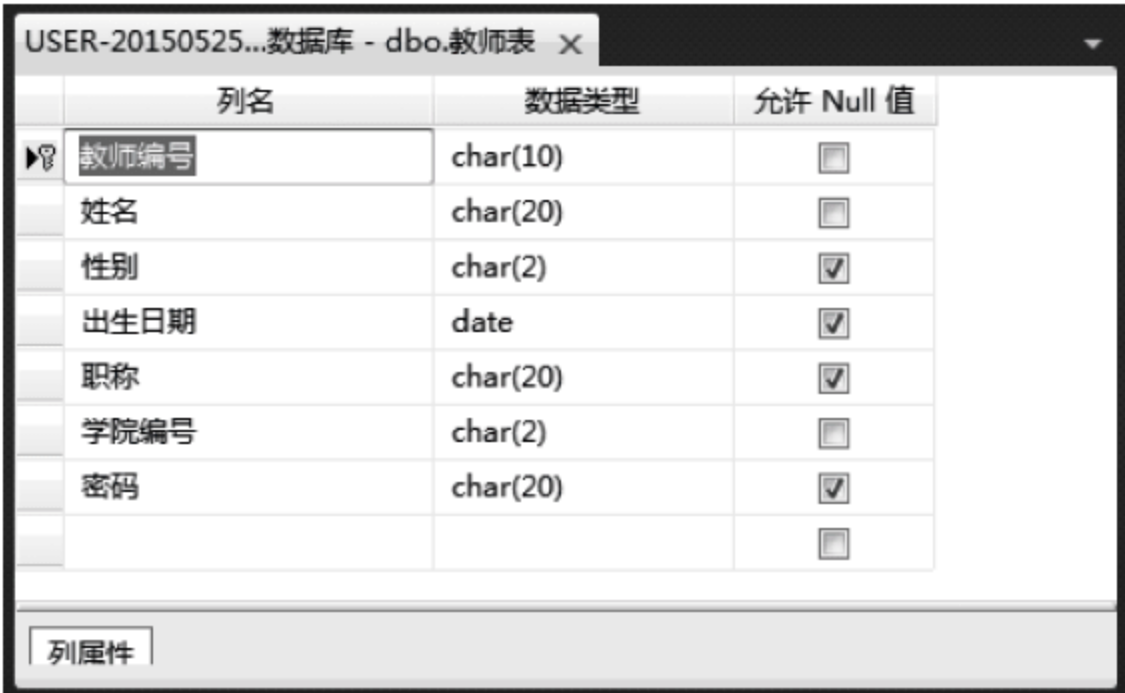 USER-20150525...数据库 - dbo.教师表 ×
列名 数据类型 允许 Null 值
教师编号 char(10)
姓名 char(20)
性别 char(2)
出生日期 date
职称 char(20)
学院编号 char(2)
密码 char(20)
列属性